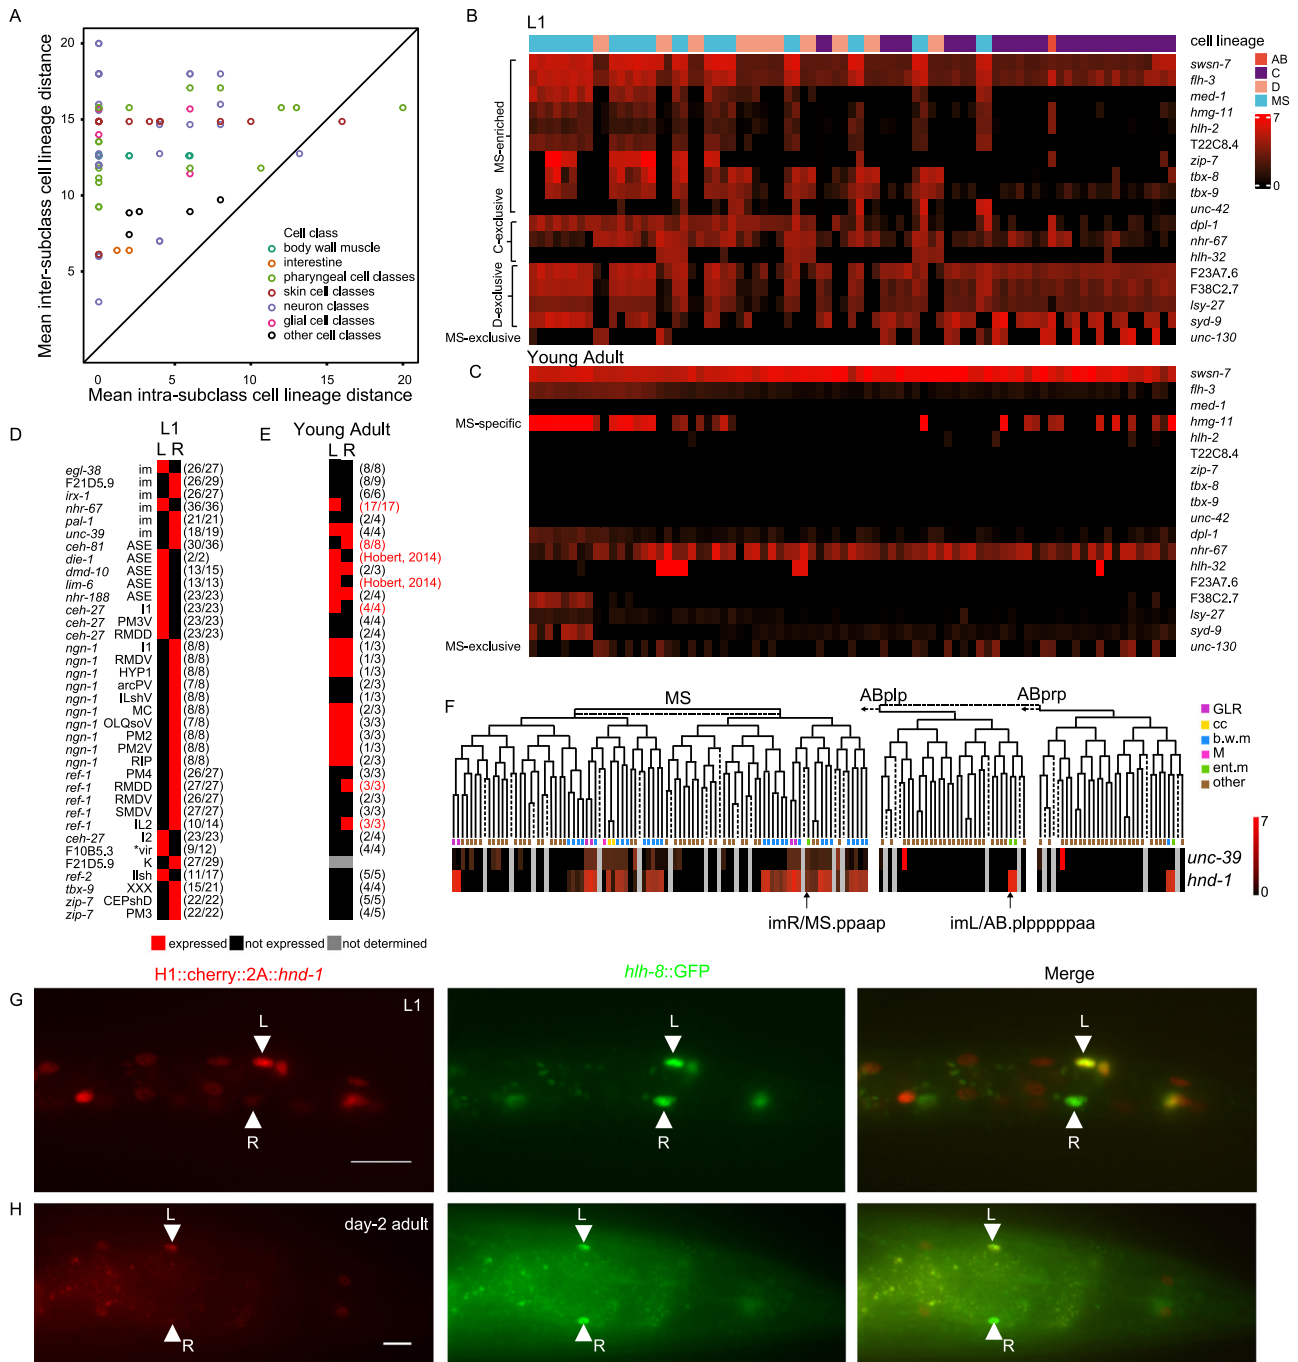 A
Mean inter-subclass cell lineage distance
20
15
10
5
0
5
10
15
20
Mean intra-subclass cell lineage distance
Cell class
body wall muscle
interestine
pharyngeal cell classes
skin cell classes
neuron classes
glial cell classes
other cell classes
B
L1
cell lineage
AB
C
D
MS
7
0
MS-enriched
C-exclusive
D-exclusive
MS-exclusive
swsn-7
flh-3
med-1
hmg-11
hlh-2
T22C8.4
zip-7
tbx-8
tbx-9
unc-42
dpl-1
nhr-67
hlh-32
F23A7.6
F38C2.7
lsy-27
syd-9
unc-130
C
Young Adult
MS-specific
MS-exclusive
swsn-7
flh-3
med-1
hmg-11
hlh-2
T22C8.4
zip-7
tbx-8
tbx-9
unc-42
dpl-1
nhr-67
hlh-32
F23A7.6
F38C2.7
lsy-27
syd-9
unc-130
D
L1
L R
E
Young Adult
L R
egl-38 im (26/27) (8/8)
F21D5.9 im (26/29) (8/9)
irx-1 im (26/27) (6/6)
nhr-67 im (36/36) (17/17)
pal-1 im (21/21) (2/4)
unc-39 im (18/19) (4/4)
ceh-81 ASE (30/36) (8/8)
die-1 ASE (2/2) (Hobert, 2014)
dmd-10 ASE (13/15) (2/3)
lim-6 ASE (13/13) (Hobert, 2014)
nhr-188 ASE (23/23) (2/4)
ceh-27 I1 (23/23) (4/4)
ceh-27 PM3V (23/23) (4/4)
ceh-27 RMDD (23/23) (2/4)
ngn-1 I1 (8/8) (1/3)
ngn-1 RMDV (8/8) (1/3)
ngn-1 HYP1 (8/8) (1/3)
ngn-1 arcPV (7/8) (2/3)
ngn-1 ILshV (8/8) (1/3)
ngn-1 MC (8/8) (2/3)
ngn-1 OLQsoV (7/8) (3/3)
ngn-1 PM2 (8/8) (3/3)
ngn-1 PM2V (8/8) (1/3)
ngn-1 RIP (8/8) (2/3)
ref-1 PM4 (26/27) (3/3)
ref-1 RMDD (27/27) (3/3)
ref-1 RMDV (26/27) (2/3)
ref-1 SMDV (27/27) (3/3)
ref-1 IL2 (10/14) (3/3)
ceh-27 I2 (23/23) (2/4)
F10B5.3 *vir (9/12) (4/4)
F21D5.9 K (27/29)
ref-2 Ilsh (11/17) (5/5)
tbx-9 XXX (15/21) (4/4)
zip-7 CEPshD (22/22) (5/5)
zip-7 PM3 (22/22) (4/5)
expressed not expressed not determined
F
MS
ABplp
ABprp
GLR
cc
b.w.m
M
ent.m
other
7
0
unc-39
hnd-1
imR/MS.ppaap
imL/AB.plpppppaa
H1::cherry::2A::hnd-1
hlh-8::GFP
Merge
G
L1
L
R
L
R
L
R
H
day-2 adult
L
R
L
R
L
R